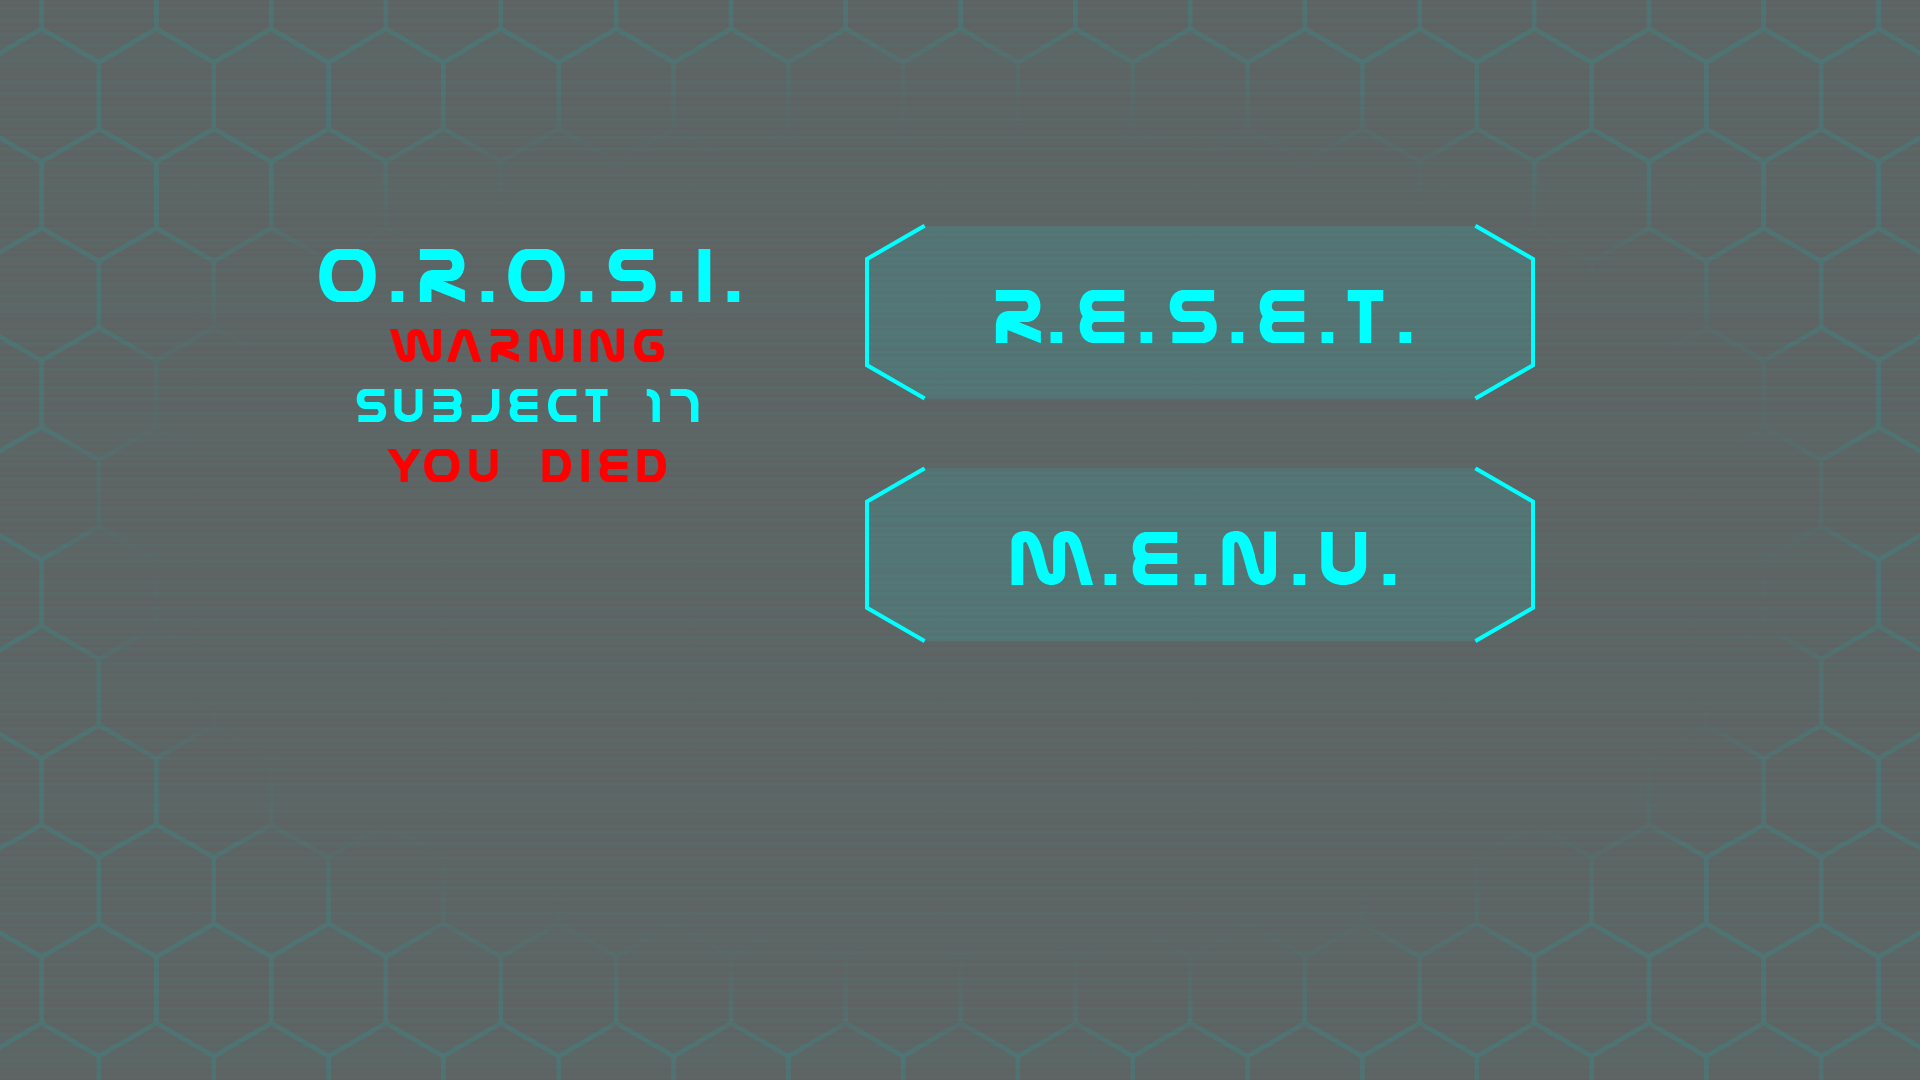 O.R.O.S.I.
WARNING
SUBJECT 17
YOU DIED
R.E.S.E.T.
M.E.N.U.